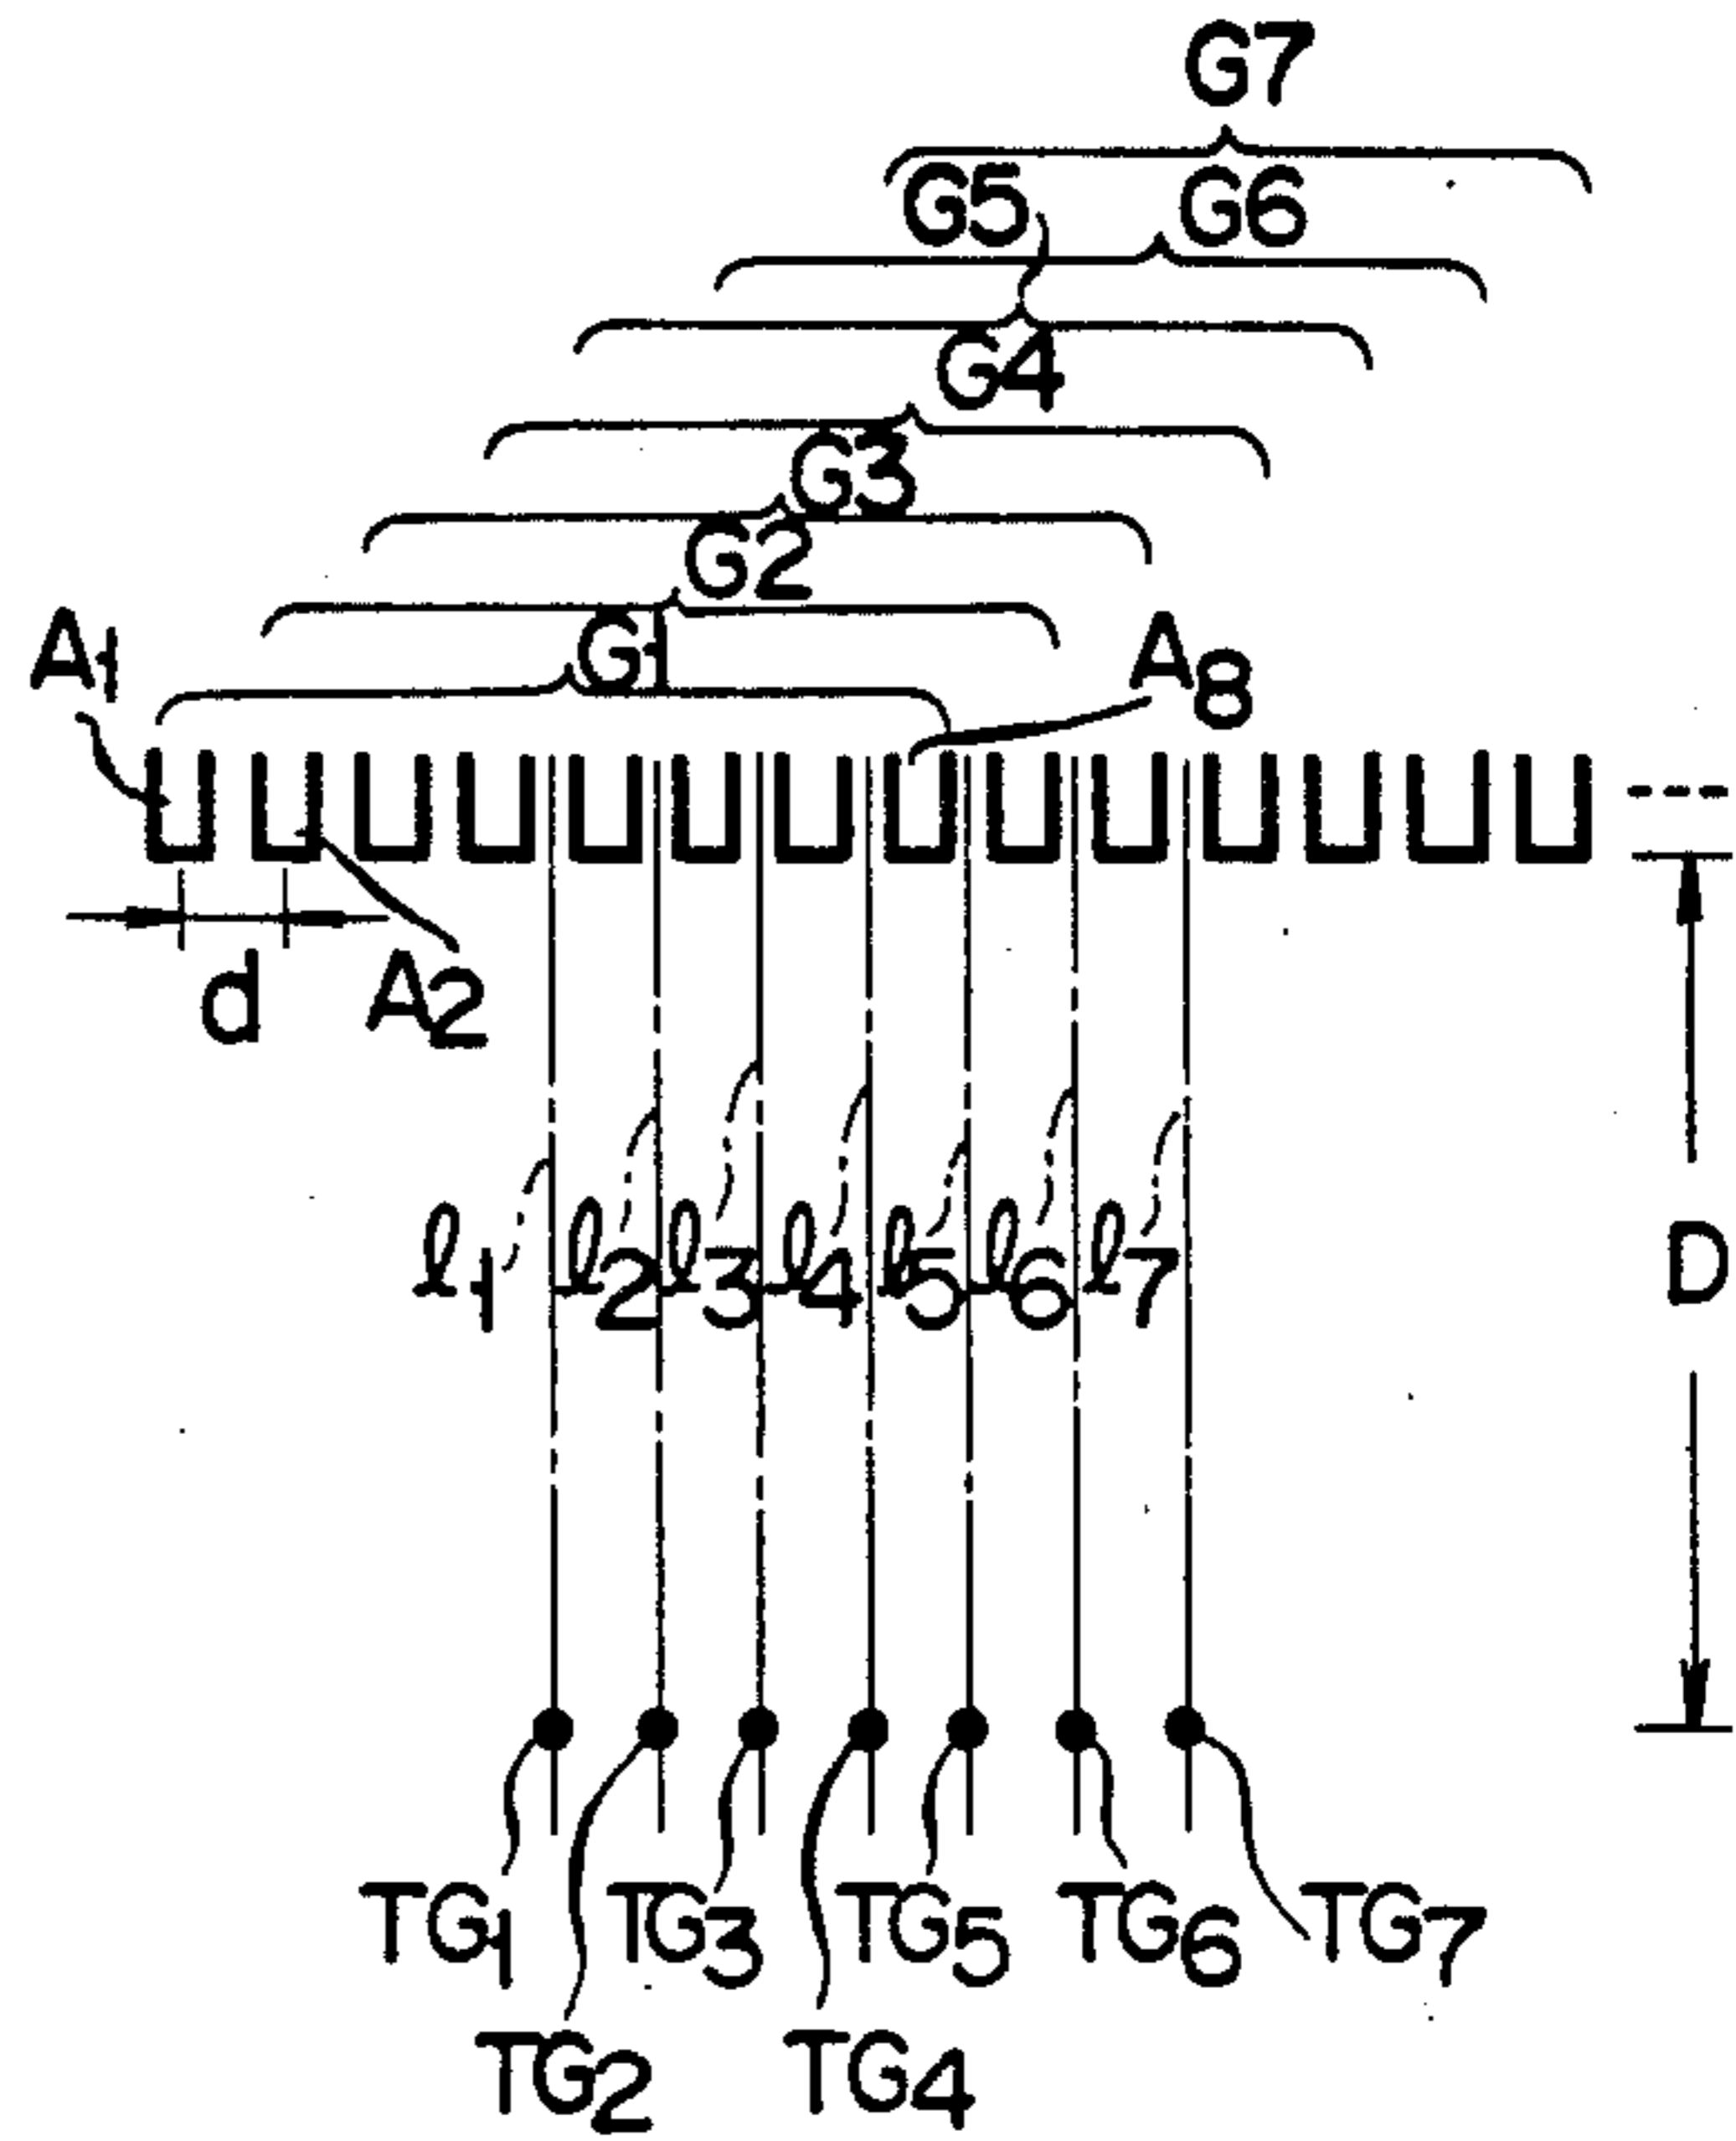 G7
G5 G6
G4
G3
G2
A1 G1 A8
d A2
ℓ1 ℓ2 ℓ3 ℓ4 ℓ5 ℓ6 ℓ7 D
TG1 TG3 TG5 TG6 TG7
TG2 TG4